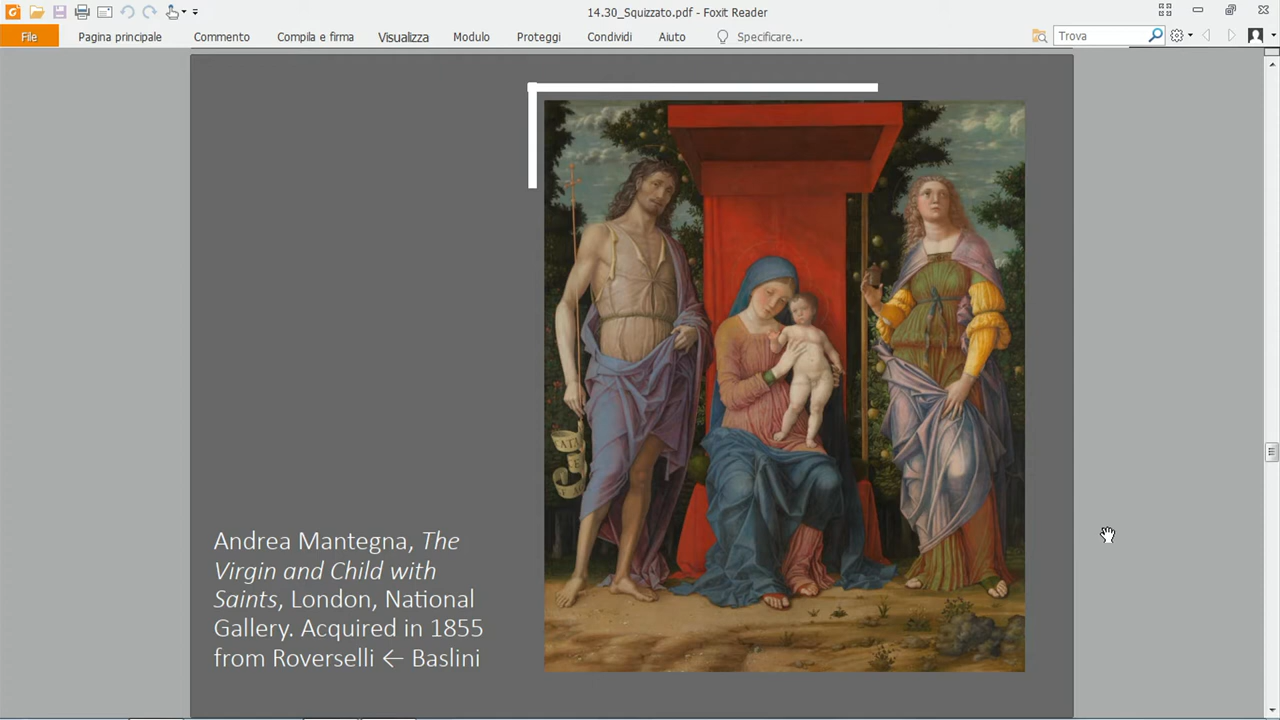 14.30_Squizzato.pdf - Foxit Reader
File Pagina principale Commento Compila e firma Visualizza Modulo Proteggi Condividi Aiuto Specificare... Trova
Andrea Mantegna, The
Virgin and Child with
Saints, London, National
Gallery. Acquired in 1855
from Roverselli ← Baslini